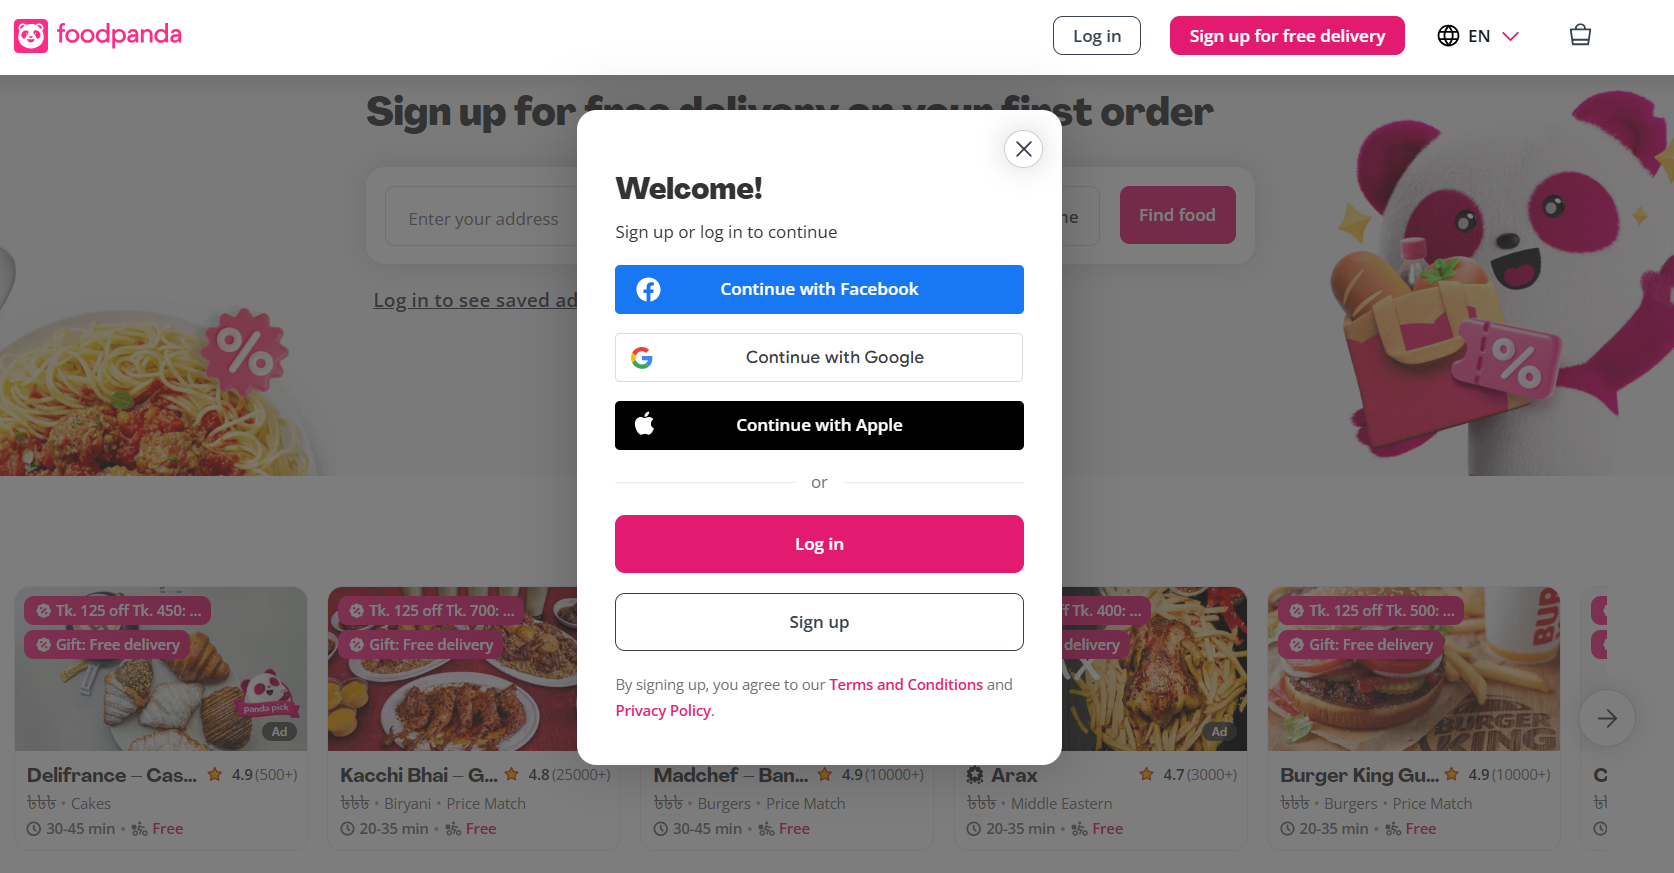 foodpanda
Log in
Sign up for free delivery
EN
Sign up for free delivery on your first order
Enter your address
Find food
Log in to see saved ad
Welcome!
Sign up or log in to continue
Continue with Facebook
Continue with Google
Continue with Apple
or
Log in
Sign up
By signing up, you agree to our Terms and Conditions and
Privacy Policy.
Tk. 125 off Tk. 450: ...
Gift: Free delivery
panda pick
Ad
Delifrance – Cas...
4.9 (500+)
৳৳৳ • Cakes
30-45 min • Free
Tk. 125 off Tk. 700: ...
Gift: Free delivery
Kacchi Bhai – G...
4.8 (25000+)
৳৳৳ • Biryani • Price Match
20-35 min • Free
Madchef – Ban...
4.9 (10000+)
৳৳৳ • Burgers • Price Match
30-45 min • Free
Tk. 400: ...
delivery
Ad
Arax
4.7 (3000+)
৳৳৳ • Middle Eastern
20-35 min • Free
Tk. 125 off Tk. 500: ...
Gift: Free delivery
BURGER
KING
Burger King Gu...
4.9 (10000+)
৳৳৳ • Burgers • Price Match
20-35 min • Free